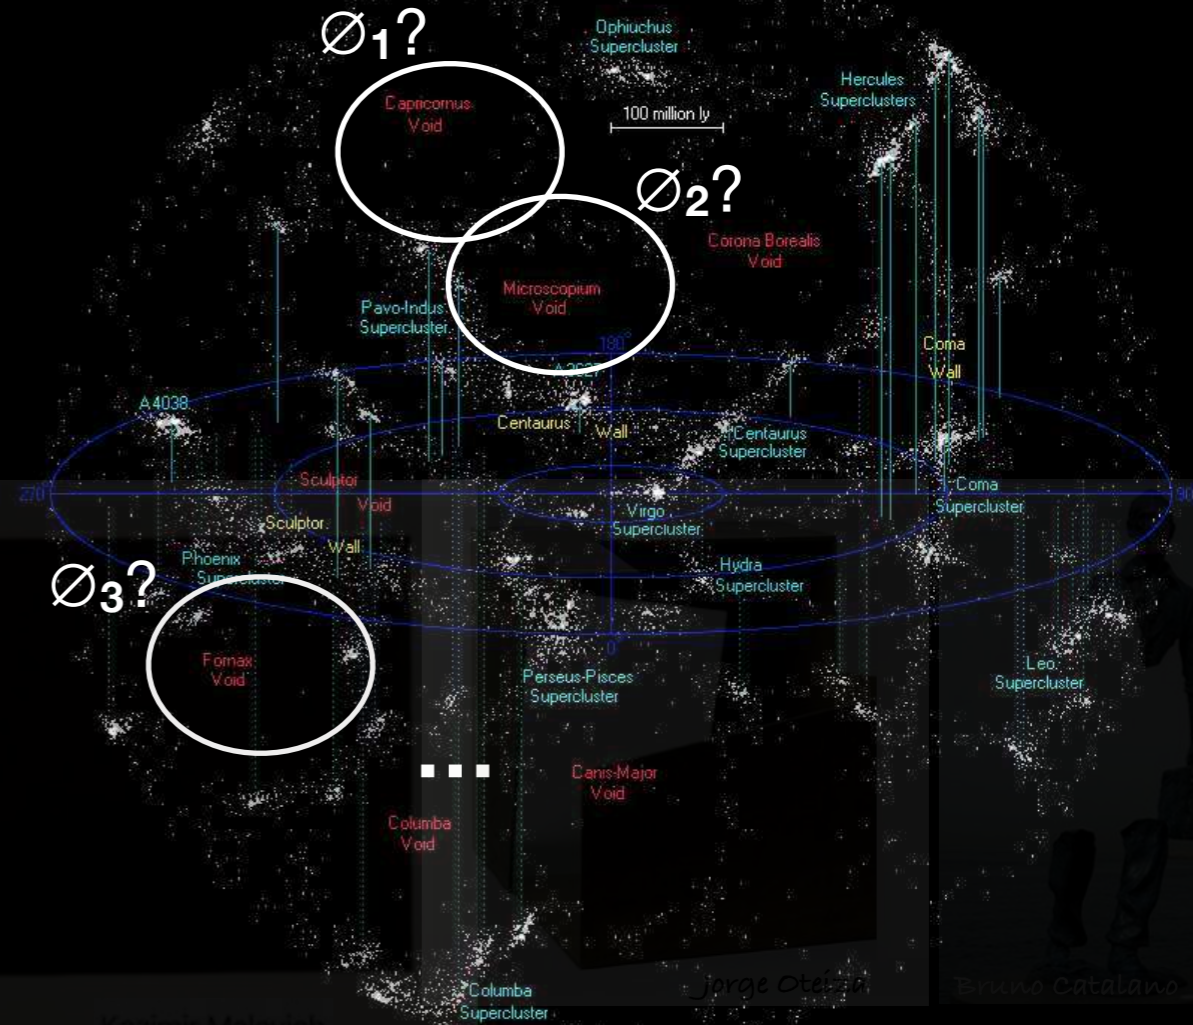 ∅1?
Ophiuchus
Supercluster
Hercules
Superclusters
Capricornus
Void
100 million ly
∅2?
Corona Borealis
Void
Microscopium
Void
Pavo-Indus
Supercluster
180°
Coma
Wall
A3627
A4038
Centaurus
Wall
Centaurus
Supercluster
Sculptor
Void
270°
90
Coma
Supercluster
Virgo
Supercluster
Sculptor
Wall
Phoenix
Supercluster
Hydra
Supercluster
∅3?
0°
Fornax
Void
Perseus-Pisces
Supercluster
Leo
Supercluster
...
Canis-Major
Void
Columba
Void
Columba
Supercluster
Jorge Oteiza
Bruno Catalano